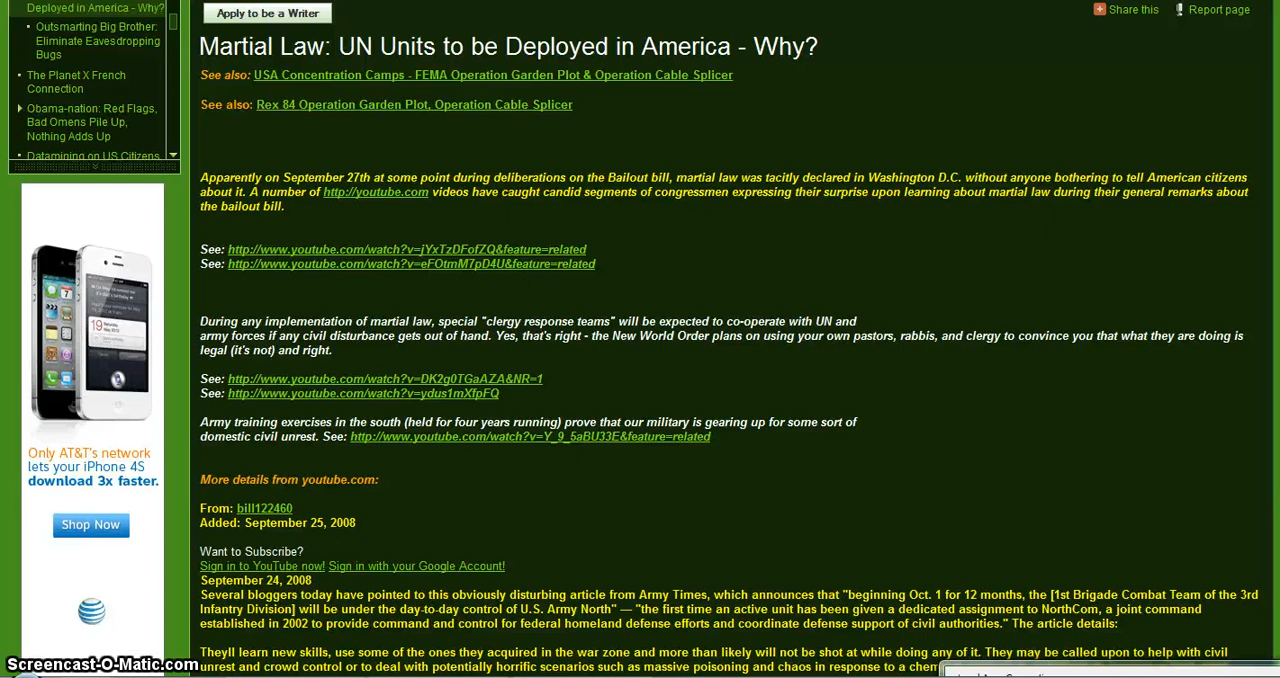 Deployed in America - Why?
Outsmarting Big Brother:
Eliminate Eavesdropping
Bugs
The Planet X French
Connection
Obama-nation: Red Flags,
Bad Omens Pile Up,
Nothing Adds Up
Datamining on US Citizens
Only AT&T's network
lets your iPhone 4S
download 3x faster.
Shop Now
at&t
Apply to be a Writer
Share this
Report page
Martial Law: UN Units to be Deployed in America - Why?
See also: USA Concentration Camps - FEMA Operation Garden Plot & Operation Cable Splicer
See also: Rex 84 Operation Garden Plot, Operation Cable Splicer
Apparently on September 27th at some point during deliberations on the Bailout bill, martial law was tacitly declared in Washington D.C. without anyone bothering to tell American citizens
about it. A number of http://youtube.com videos have caught candid segments of congressmen expressing their surprise upon learning about martial law during their general remarks about
the bailout bill.
See: http://www.youtube.com/watch?v=jYxTzDFofZQ&feature=related
See: http://www.youtube.com/watch?v=eFOtmM7pD4U&feature=related
During any implementation of martial law, special "clergy response teams" will be expected to co-operate with UN and
army forces if any civil disturbance gets out of hand. Yes, that's right - the New World Order plans on using your own pastors, rabbis, and clergy to convince you that what they are doing is
legal (it's not) and right.
See: http://www.youtube.com/watch?v=DK2g0TGaAZA&NR=1
See: http://www.youtube.com/watch?v=ydus1mXfpFQ
Army training exercises in the south (held for four years running) prove that our military is gearing up for some sort of
domestic civil unrest. See: http://www.youtube.com/watch?v=Y_9_5aBU33E&feature=related
More details from youtube.com:
From: bill122460
Added: September 25, 2008
Want to Subscribe?
Sign in to YouTube now! Sign in with your Google Account!
September 24, 2008
Several bloggers today have pointed to this obviously disturbing article from Army Times, which announces that "beginning Oct. 1 for 12 months, the [1st Brigade Combat Team of the 3rd
Infantry Division] will be under the day-to-day control of U.S. Army North" — "the first time an active unit has been given a dedicated assignment to NorthCom, a joint command
established in 2002 to provide command and control for federal homeland defense efforts and coordinate defense support of civil authorities." The article details:
Theyll learn new skills, use some of the ones they acquired in the war zone and more than likely will not be shot at while doing any of it. They may be called upon to help with civil
unrest and crowd control or to deal with potentially horrific scenarios such as massive poisoning and chaos in response to a chem
Screencast-O-Matic.com